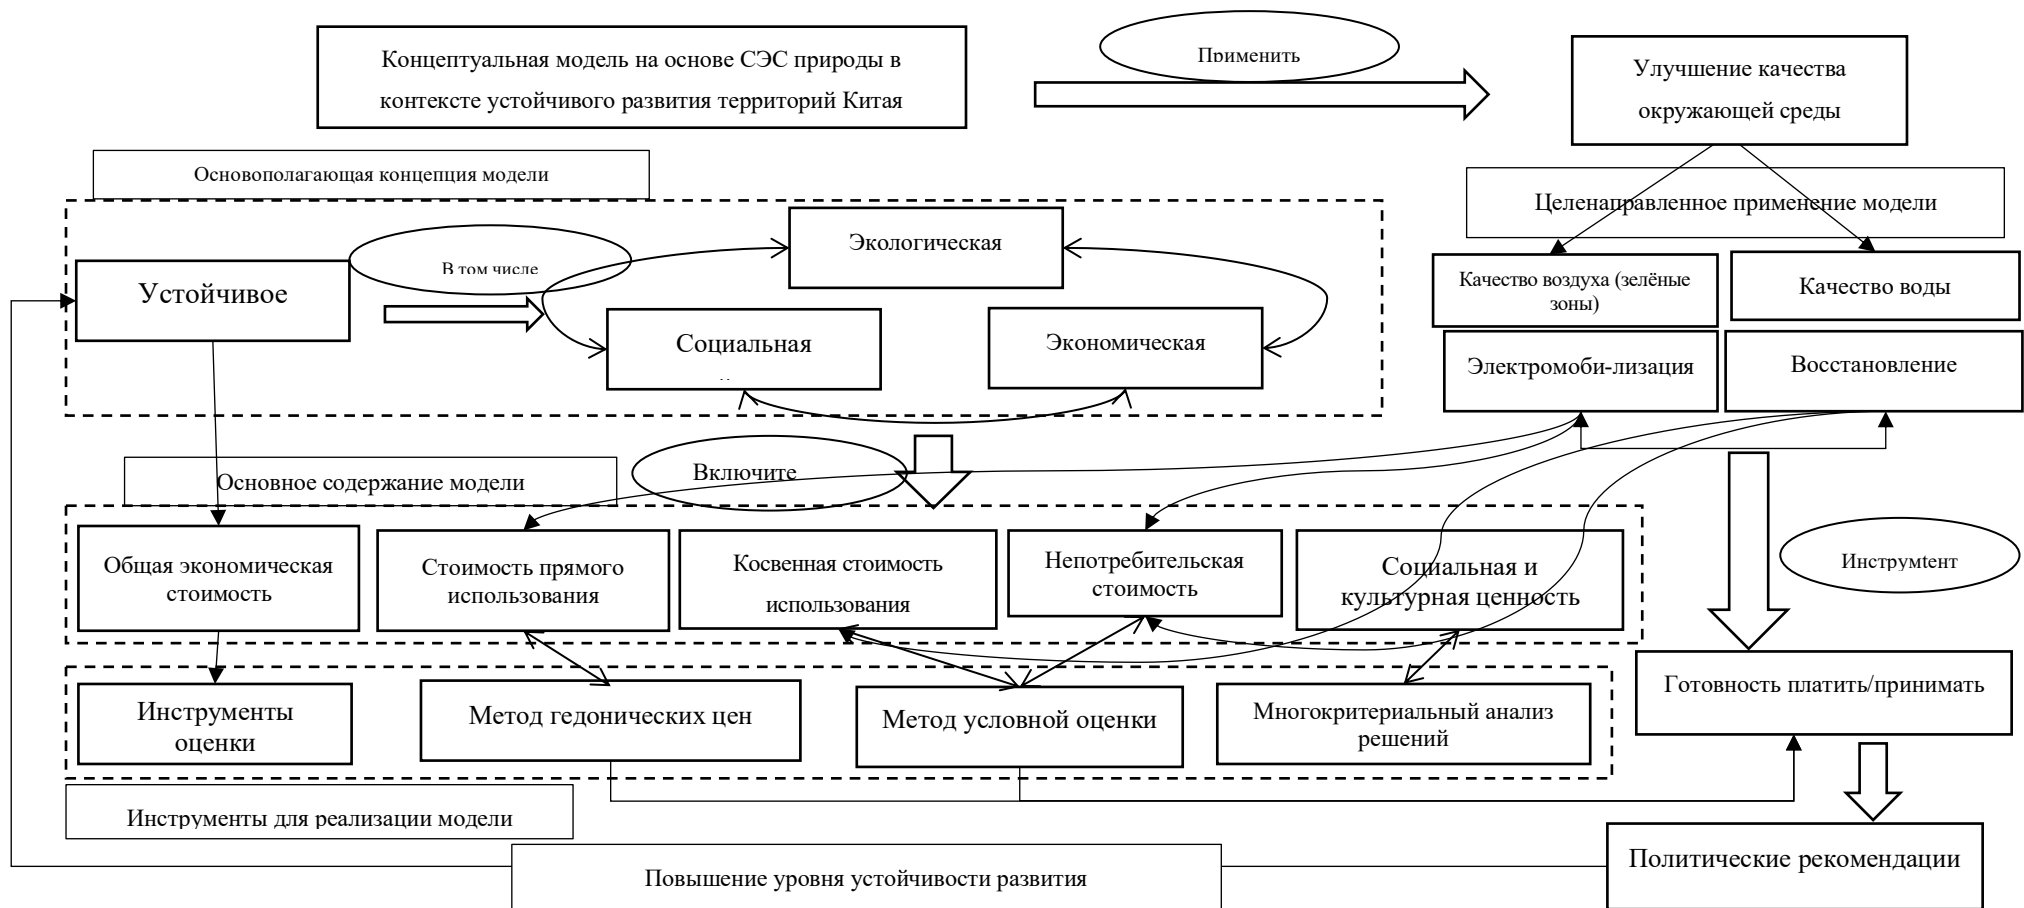 Концептуальная модель на основе СЭС природы в
контексте устойчивого развития территорий Китая
Применить
Улучшение качества
окружающей среды
Основополагающая концепция модели
Целенаправленное применение модели
Устойчивое
В том числе
Экологическая
Социальная
Экономическая
Качество воздуха (зелёные
зоны)
Качество воды
Электромоби-лизация
Восстановление
Основное содержание модели
Включите
Общая экономическая
стоимость
Стоимость прямого
использования
Косвенная стоимость
использования
Непотребительская
стоимость
Социальная и
культурная ценность
Инструмtент
Инструменты
оценки
Метод гедонических цен
Метод условной оценки
Многокритериальный анализ
решений
Готовность платить/принимать
Инструменты для реализации модели
Повышение уровня устойчивости развития
Политические рекомендации